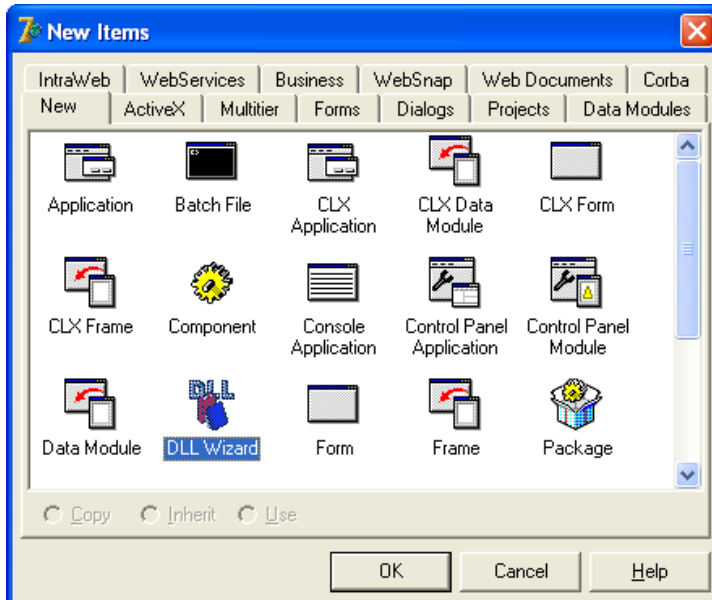 New Items
IntraWeb WebServices Business WebSnap Web Documents Corba
New ActiveX Multitier Forms Dialogs Projects Data Modules
Application Batch File CLX Application CLX Data Module CLX Form
CLX Frame Component Console Application Control Panel Application Control Panel Module
DLL
Data Module DLL Wizard Form Frame Package
Copy Inherit Use
OK Cancel Help